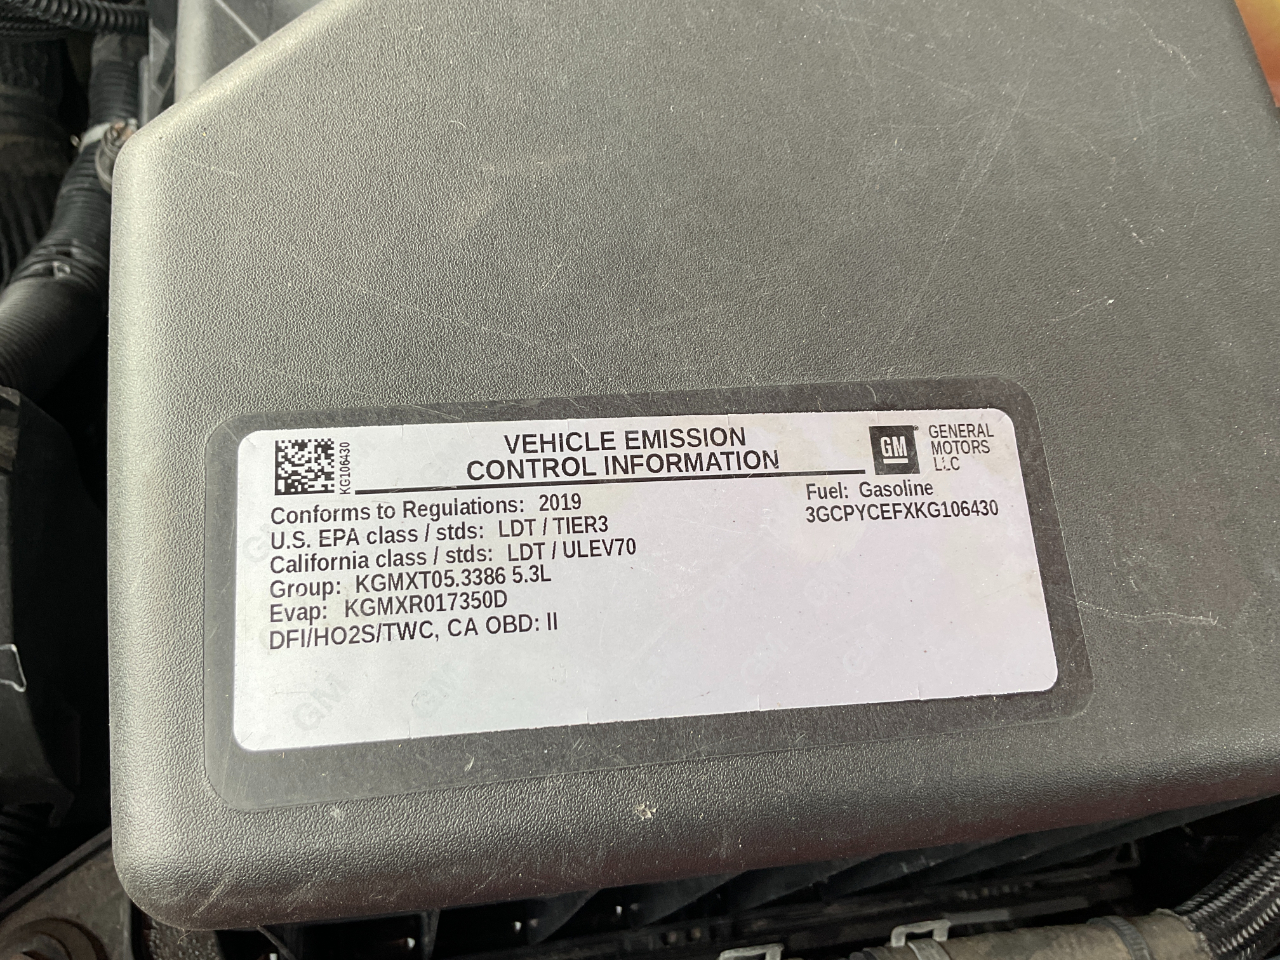 KG106430
VEHICLE EMISSION
CONTROL INFORMATION
GM
GENERAL
MOTORS
LLC
Conforms to Regulations: 2019
U.S. EPA class / stds: LDT / TIER3
California class / stds: LDT / ULEV70
Group: KGMXT05.3386 5.3L
Evap: KGMXR017350D
DFI/HO2S/TWC, CA OBD: II
Fuel: Gasoline
3GCPYCEFXKG106430
GM
GM